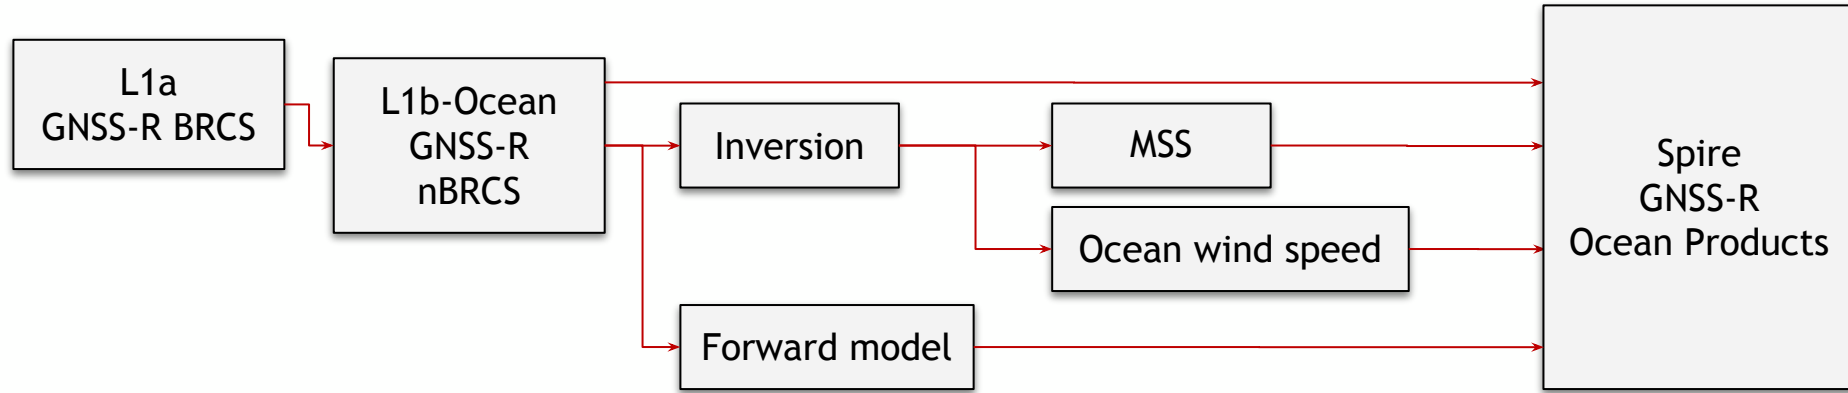 L1a
GNSS-R BRCS
L1b-Ocean
GNSS-R
nBRCS
Inversion
MSS
Ocean wind speed
Forward model
Spire
GNSS-R
Ocean Products